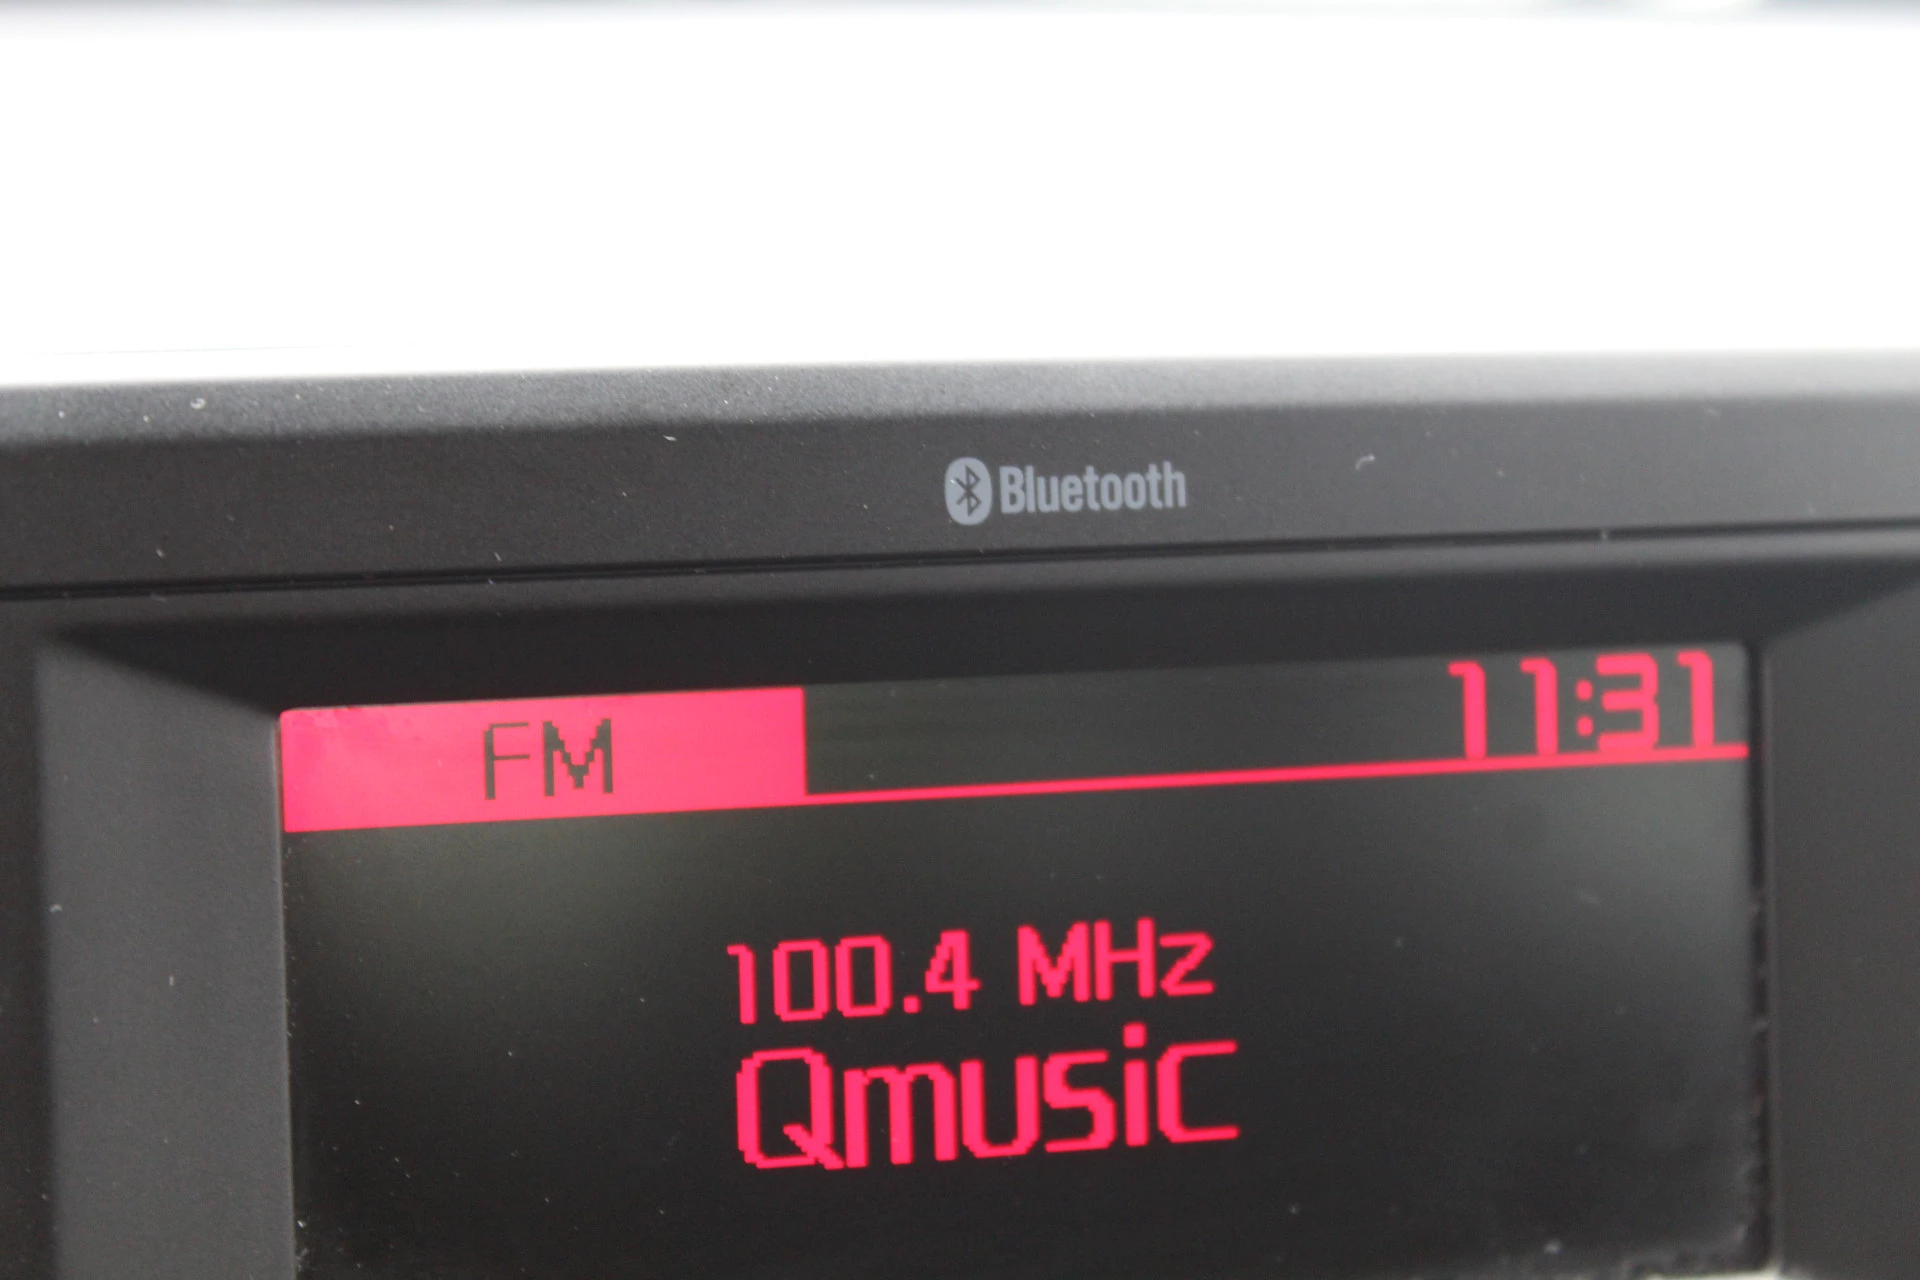 Bluetooth
FM 11:31
100.4 MHz
Qmusic